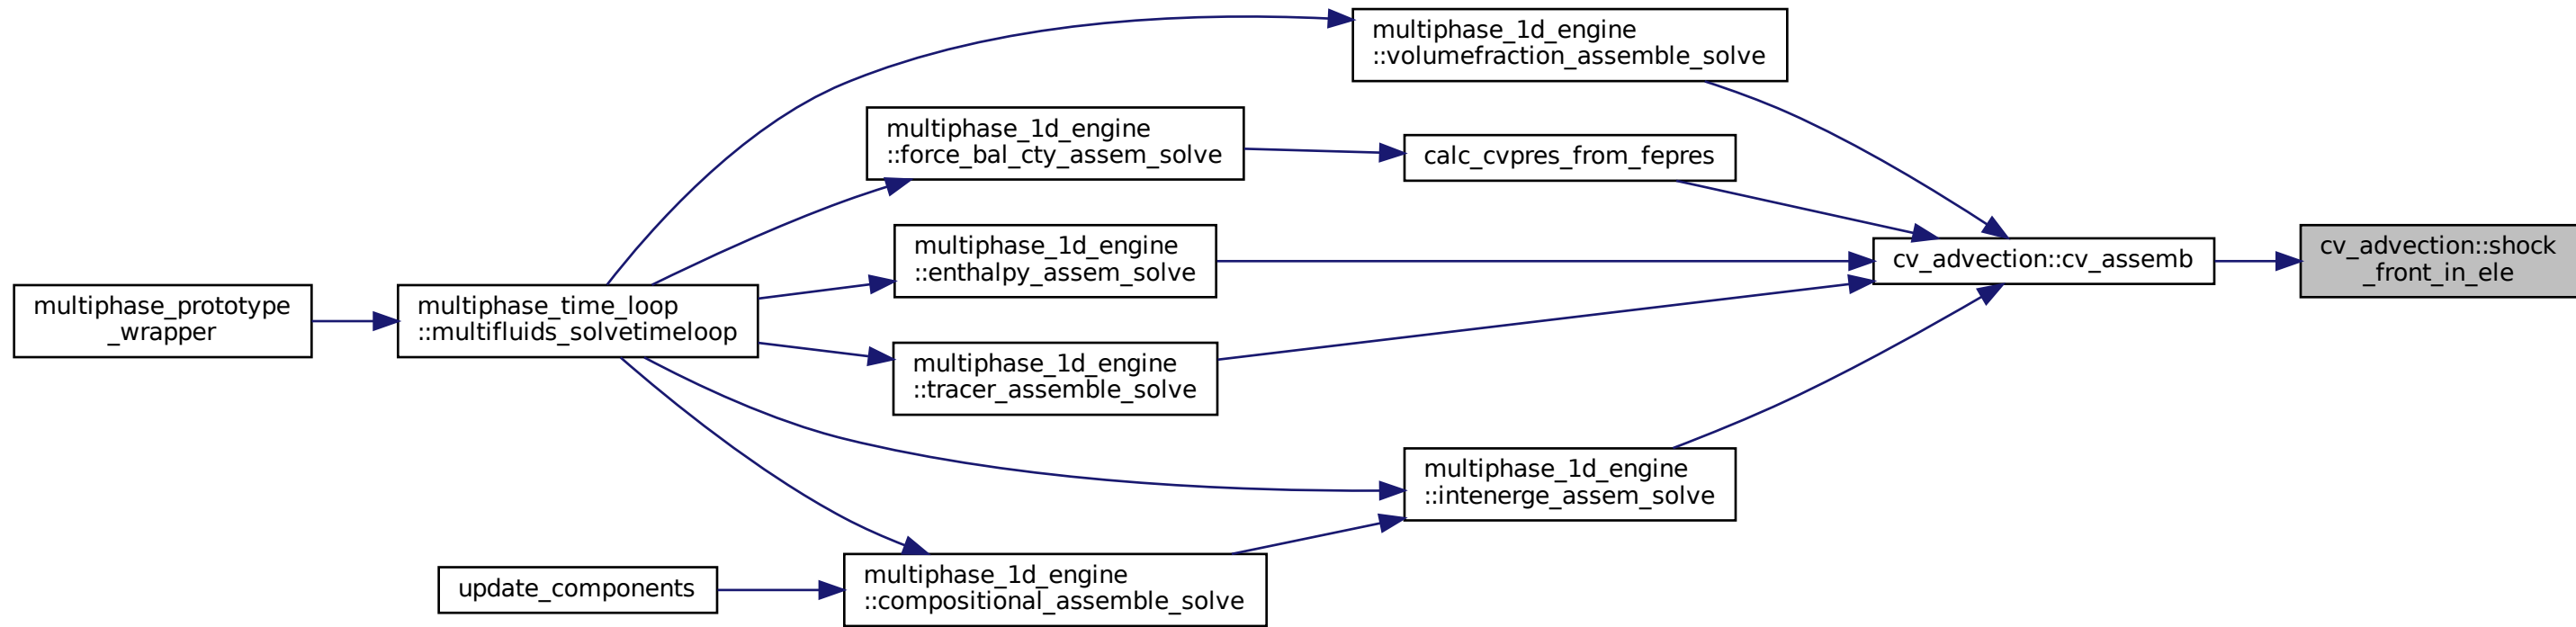 multiphase_prototype
_wrapper
multiphase_time_loop
::multifluids_solvetimeloop
update_components
multiphase_1d_engine
::volumefraction_assemble_solve
multiphase_1d_engine
::force_bal_cty_assem_solve
calc_cvpres_from_fepres
multiphase_1d_engine
::enthalpy_assem_solve
multiphase_1d_engine
::tracer_assemble_solve
multiphase_1d_engine
::intenerge_assem_solve
multiphase_1d_engine
::compositional_assemble_solve
cv_advection::cv_assemb
cv_advection::shock
_front_in_ele